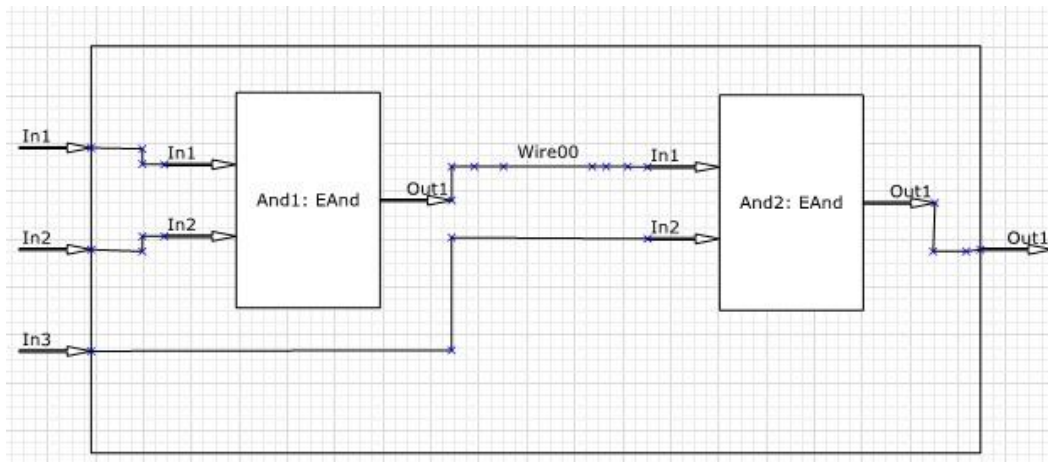 In1
In1
Wire00
In1
And1: EAnd
Out1
And2: EAnd
Out1
In2
In2
In2
Out1
In3